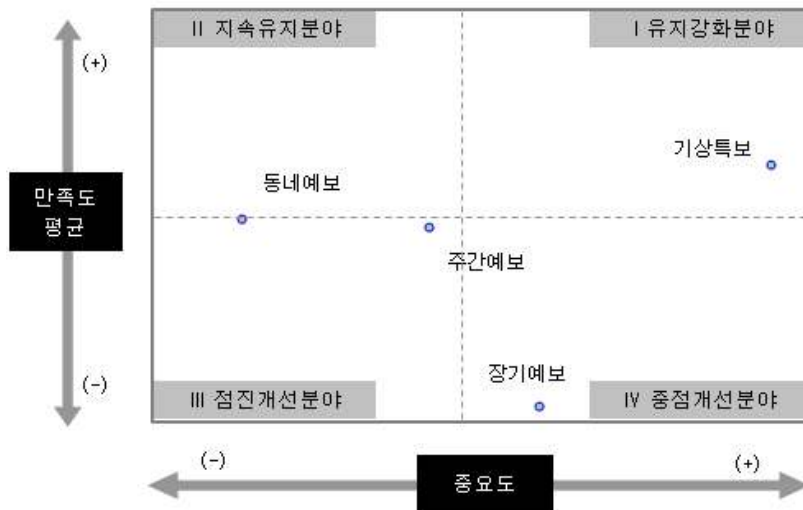 II 지속유지분야
I 유지강화분야
(+)
기상특보
동네예보
만족도
평균
주간예보
장기예보
(-)
III 점진개선분야
IV 중점개선분야
(-)
(+)
중요도